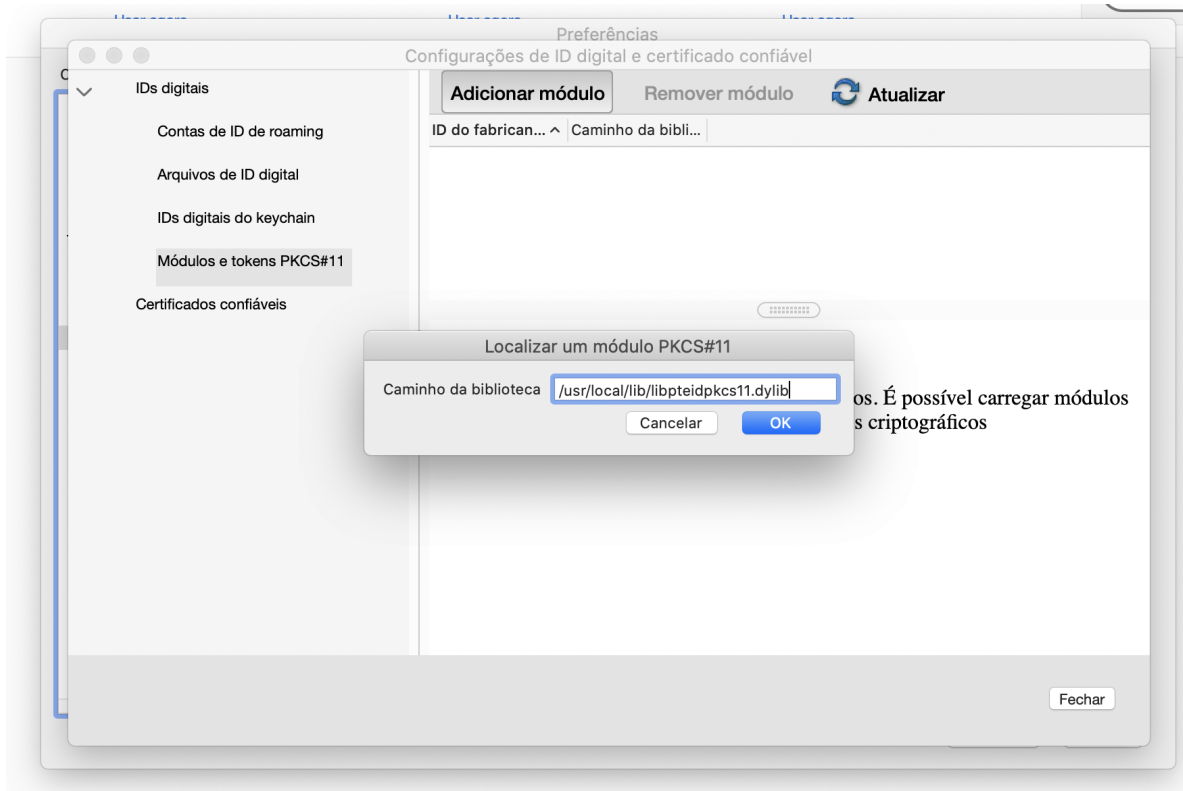 Preferências
Configurações de ID digital e certificado confiável
IDs digitais
Contas de ID de roaming
Arquivos de ID digital
IDs digitais do keychain
Módulos e tokens PKCS#11
Certificados confiáveis
Adicionar módulo Remover módulo Atualizar
ID do fabrican... Caminho da bibli...
Localizar um módulo PKCS#11
Caminho da biblioteca /usr/local/lib/libpteidpkcs11.dylib
Cancelar OK
os. É possível carregar módulos
s criptográficos
Fechar